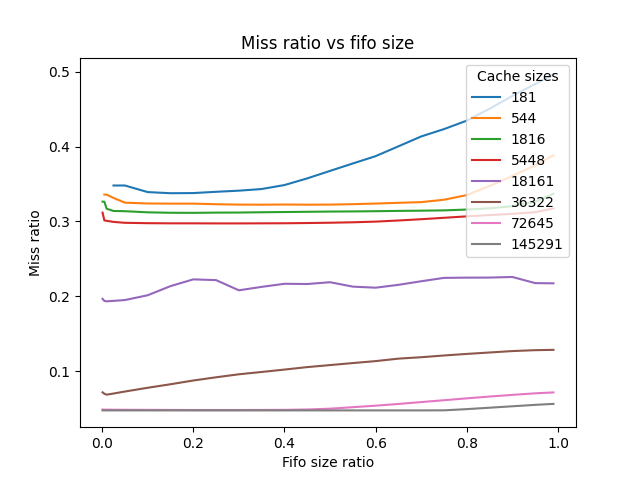 Miss ratio vs fifo size
Miss ratio
0.5
0.4
0.3
0.2
0.1
Cache sizes
181
544
1816
5448
18161
36322
72645
145291
0.0 0.2 0.4 0.6 0.8 1.0
Fifo size ratio